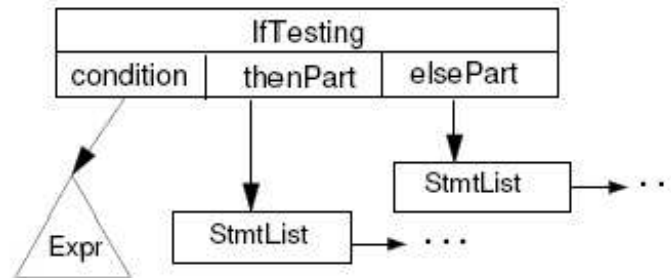 IfTesting
condition thenPart elsePart
StmtList
Expr StmtList